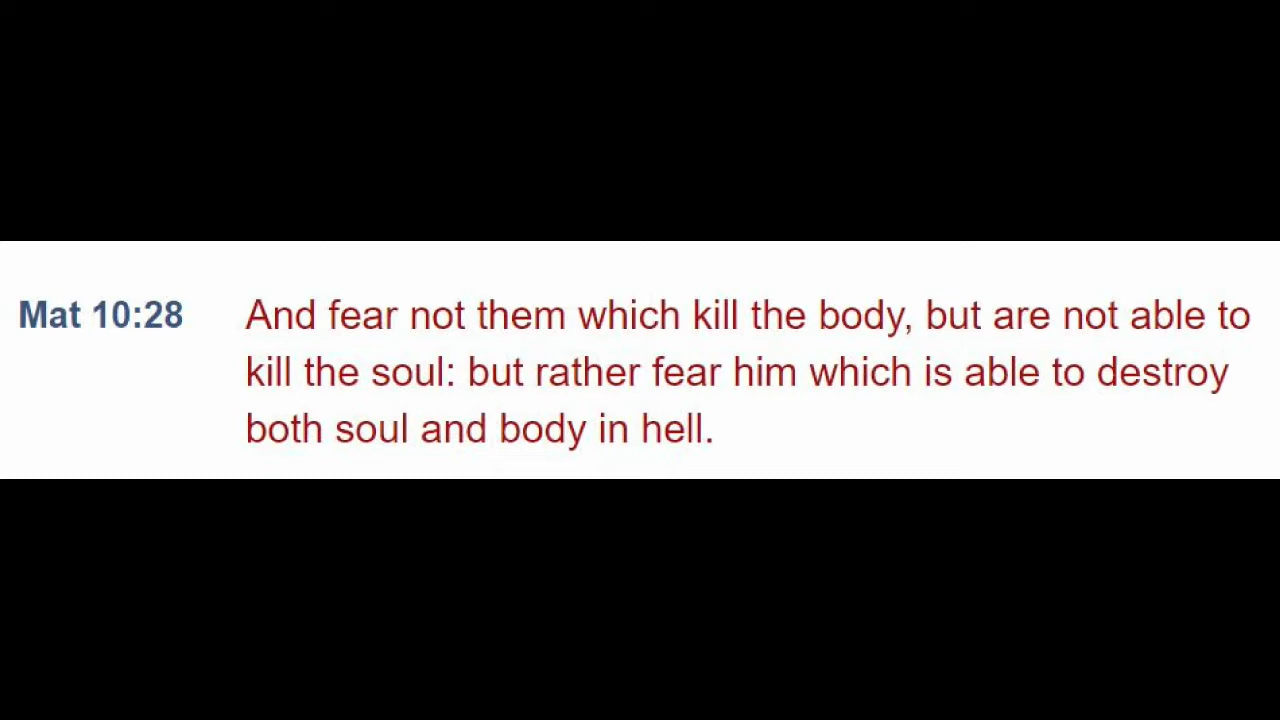 Mat 10:28 And fear not them which kill the body, but are not able to
kill the soul: but rather fear him which is able to destroy
both soul and body in hell.